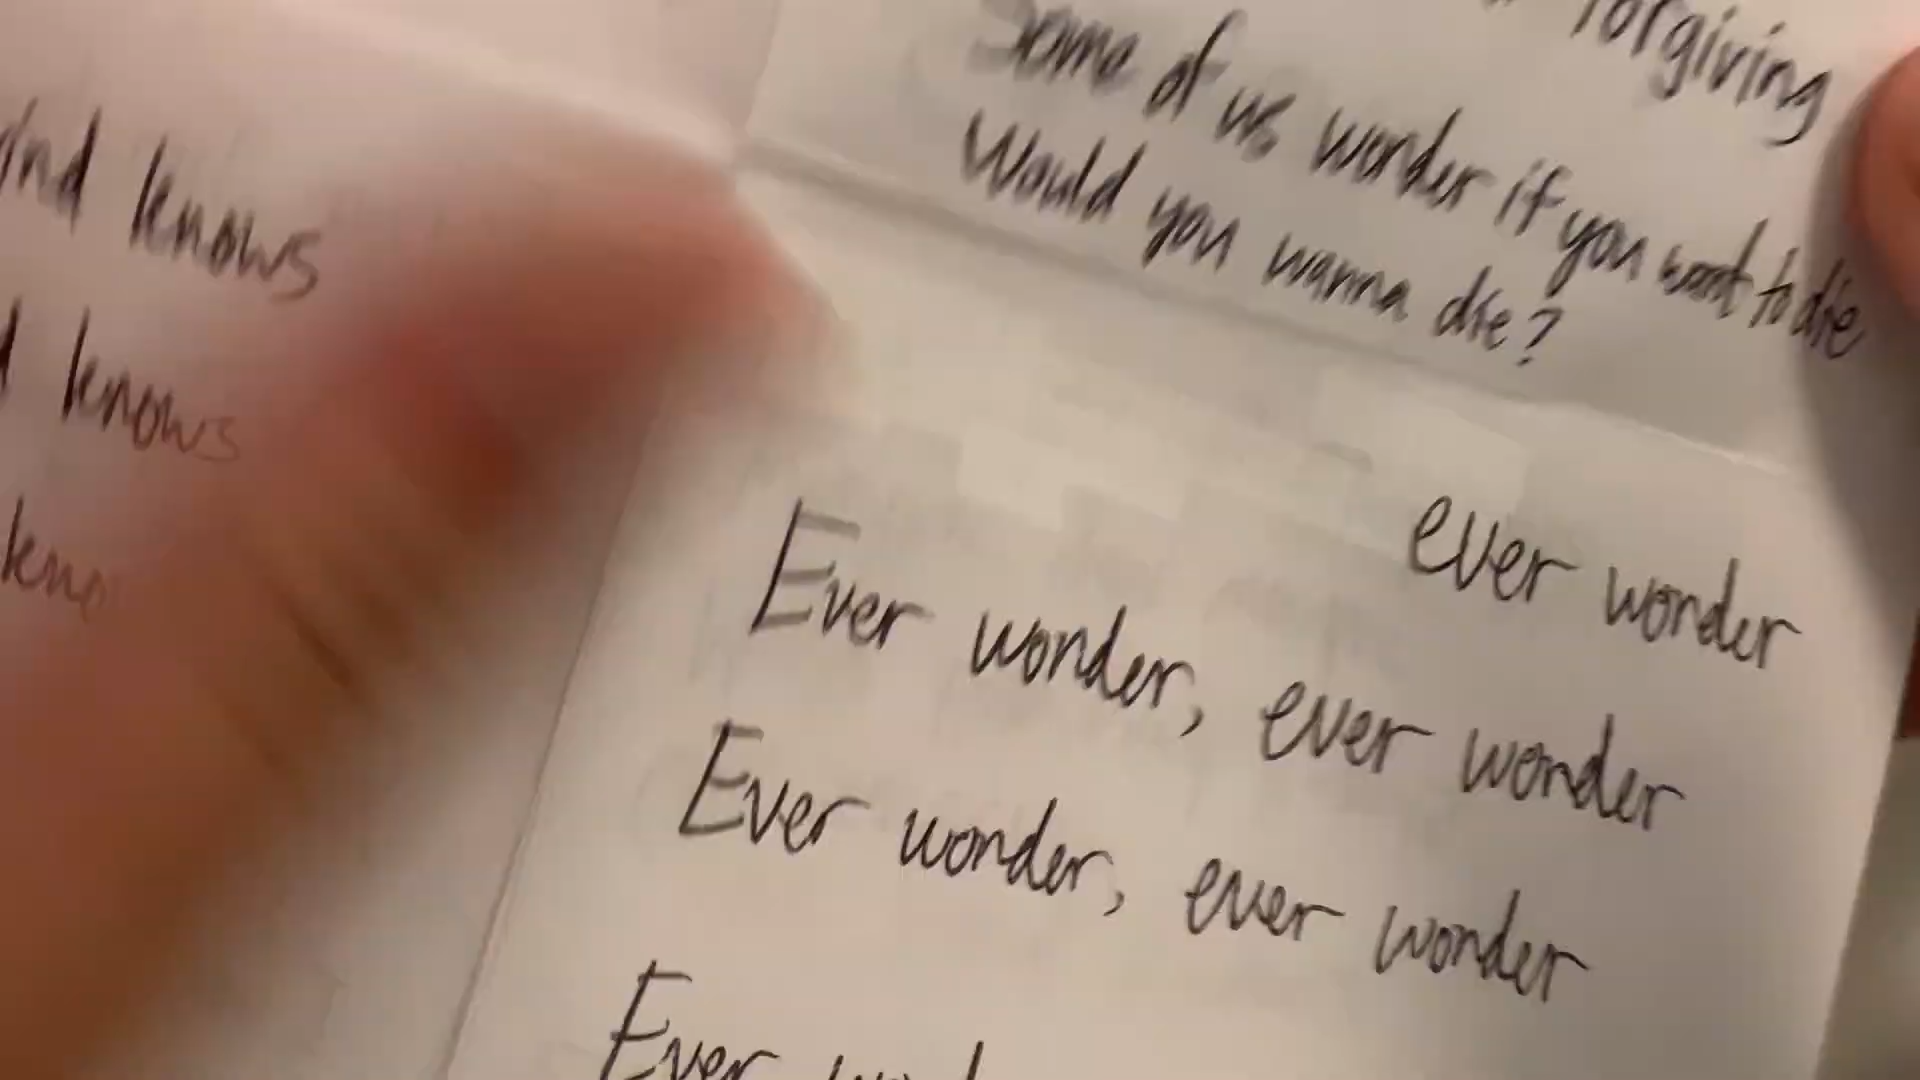 knows
knows
forgiving
Some of us wonder if you want to die
Would you wanna die?
ever wonder
Ever wonder, ever wonder
Ever wonder, ever wonder
Ever